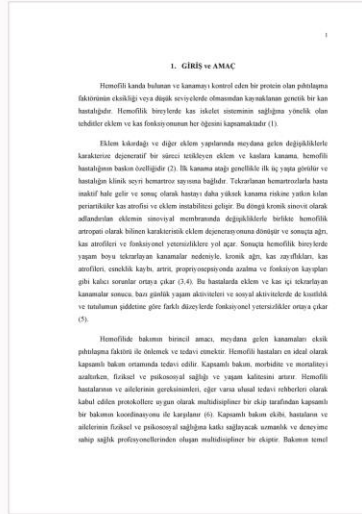 1
1. GİRİŞ ve AMAÇ
Hemofili kanda bulunan ve kanamayı kontrol eden bir protein olan pıhtılaşma
faktörünün eksikliği veya düşük seviyelerde olmasından kaynaklanan genetik bir kan
hastalığıdır. Hemofilik bireylerde kas iskelet sisteminin sağlığına yönelik olan
tehditler eklem ve kas fonksiyonunun her öğesini kapsamaktadır (1).
Eklem kıkırdağı ve diğer eklem yapılarında meydana gelen değişikliklerle
karakterize dejeneratif bir süreci tetikleyen eklem ve kaslara kanama, hemofili
hastalığının baskın özelliğidir (2). İlk kanama atağı genellikle ilk üç yaşta görülür ve
hastalığın klinik seyri hemartroz sayısına bağlıdır. Tekrarlanan hemartrozlarla hasta
inaktif hale gelir ve sonuç olarak hastayı daha yüksek kanama riskine yatkın kılan
periartiküler kas atrofisi ve eklem instabilitesi gelişir. Bu döngü kronik sinovit olarak
adlandırılan eklemin sinoviyal membranında değişikliklerle birlikte hemofilik
artropati olarak bilinen karakteristik eklem dejenerasyonuna dönüşür ve sonuçta ağrı,
kas atrofileri ve fonksiyonel yetersizliklere yol açar. Sonuçta hemofilik bireylerde
yaşam boyu tekrarlayan kanamalar nedeniyle, kronik ağrı, kas zayıflıkları, kas
atrofileri, esneklik kaybı, artrit, propriyosepsiyonda azalma ve fonksiyon kayıpları
gibi kalıcı sorunlar ortaya çıkar (3,4). Bu hastalarda eklem ve kas içi tekrarlayan
kanamalar sonucu, bazı günlük yaşam aktiviteleri ve sosyal aktivitelerde de kısıtlılık
ve tutulumun şiddetine göre farklı düzeylerde fonksiyonel yetersizlikler ortaya çıkar
(5).
Hemofilide bakımın birincil amacı, meydana gelen kanamaları eksik
pıhtılaşma faktörü ile önlemek ve tedavi etmektir. Hemofili hastaları en ideal olarak
kapsamlı bakım ortamında tedavi edilir. Kapsamlı bakım, morbidite ve mortaliteyi
azaltırken, fiziksel ve psikososyal sağlığı ve yaşam kalitesini artırır. Hemofili
hastalarının ve ailelerinin gereksinimleri, eğer varsa ulusal tedavi rehberleri olarak
kabul edilen protokollere uygun olarak multidisipliner bir ekip tarafından kapsamlı
bir bakımın koordinasyonu ile karşılanır (6). Kapsamlı bakım ekibi, hastaların ve
ailelerinin fiziksel ve psikososyal sağlığına katkı sağlayacak uzmanlık ve deneyime
sahip sağlık profesyonellerinden oluşan multidisipliner bir ekiptir. Bakımın temel